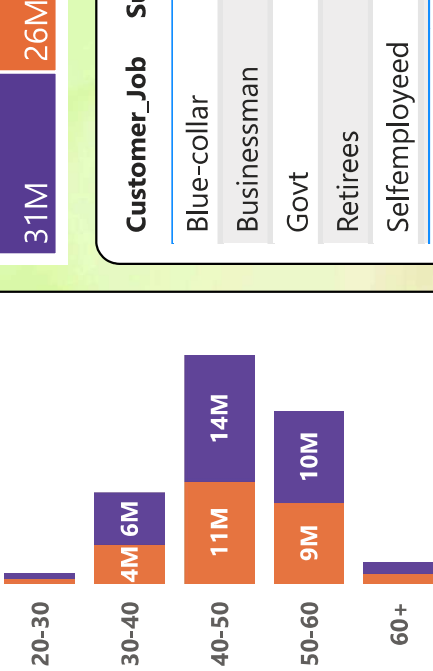 20-30
30-40 4M 6M
40-50 11M 14M
50-60 9M 10M
60+
31M 26M
Customer_Job
Blue-collar
Businessman
Govt
Retirees
Selfemployeed